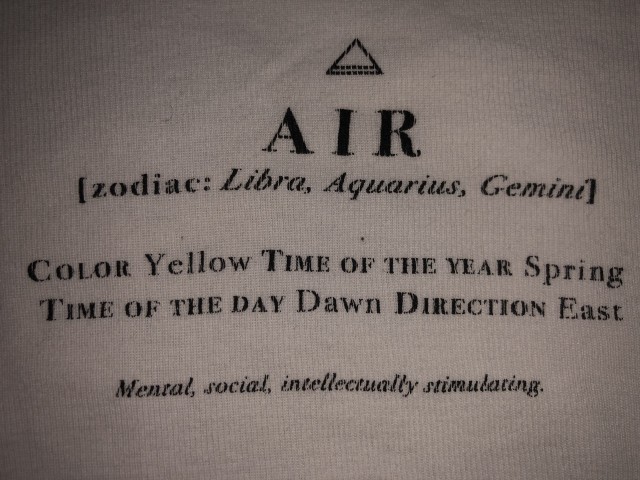 AIR
[zodiac: Libra, Aquarius, Gemini]
COLOR Yellow TIME OF THE YEAR Spring
TIME OF THE DAY Dawn DIRECTION East
Mental, social, intellectually stimulating.